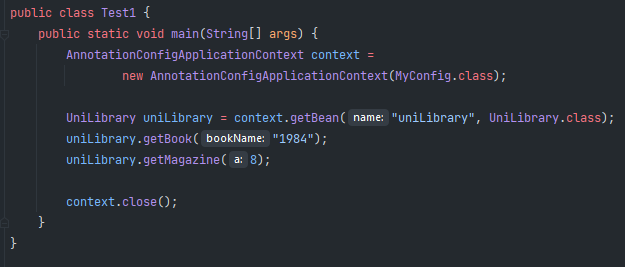 public class Test1 {
public static void main(String[] args) {
AnnotationConfigApplicationContext context =
new AnnotationConfigApplicationContext(MyConfig.class);
UniLibrary uniLibrary = context.getBean( name: "uniLibrary", UniLibrary.class);
uniLibrary.getBook( bookName: "1984");
uniLibrary.getMagazine( a: 8);
context.close();
}
}